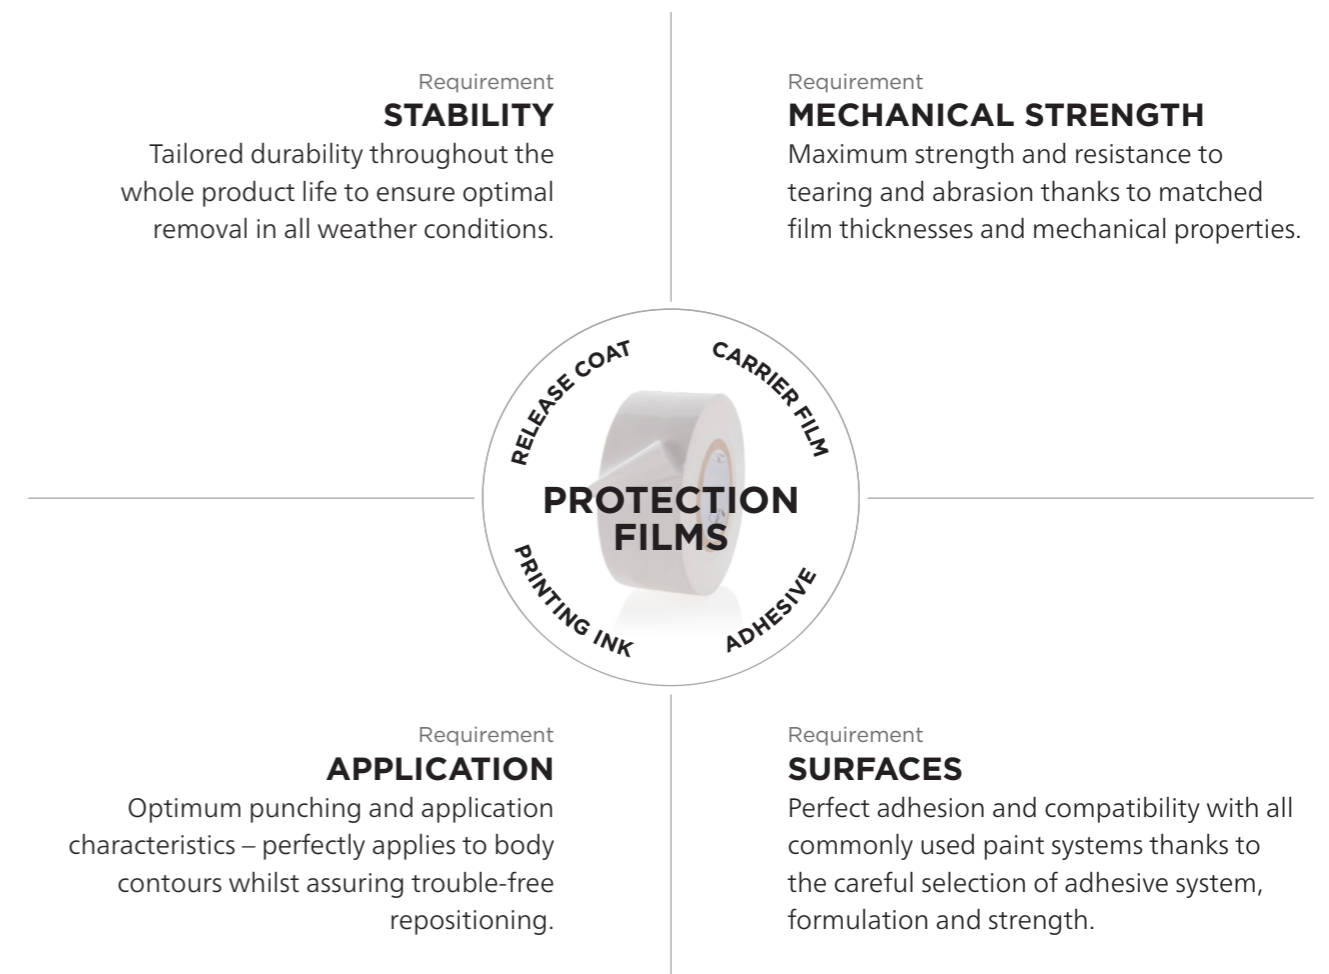 Requirement
STABILITY
Tailored durability throughout the
whole product life to ensure optimal
removal in all weather conditions.
Requirement
MECHANICAL STRENGTH
Maximum strength and resistance to
tearing and abrasion thanks to matched
film thicknesses and mechanical properties.
RELEASE COAT
CARRIER FILM
PROTECTION
FILMS
PRINTING INK
ADHESIVE
Requirement
APPLICATION
Optimum punching and application
characteristics – perfectly applies to body
contours whilst assuring trouble-free
repositioning.
Requirement
SURFACES
Perfect adhesion and compatibility with all
commonly used paint systems thanks to
the careful selection of adhesive system,
formulation and strength.